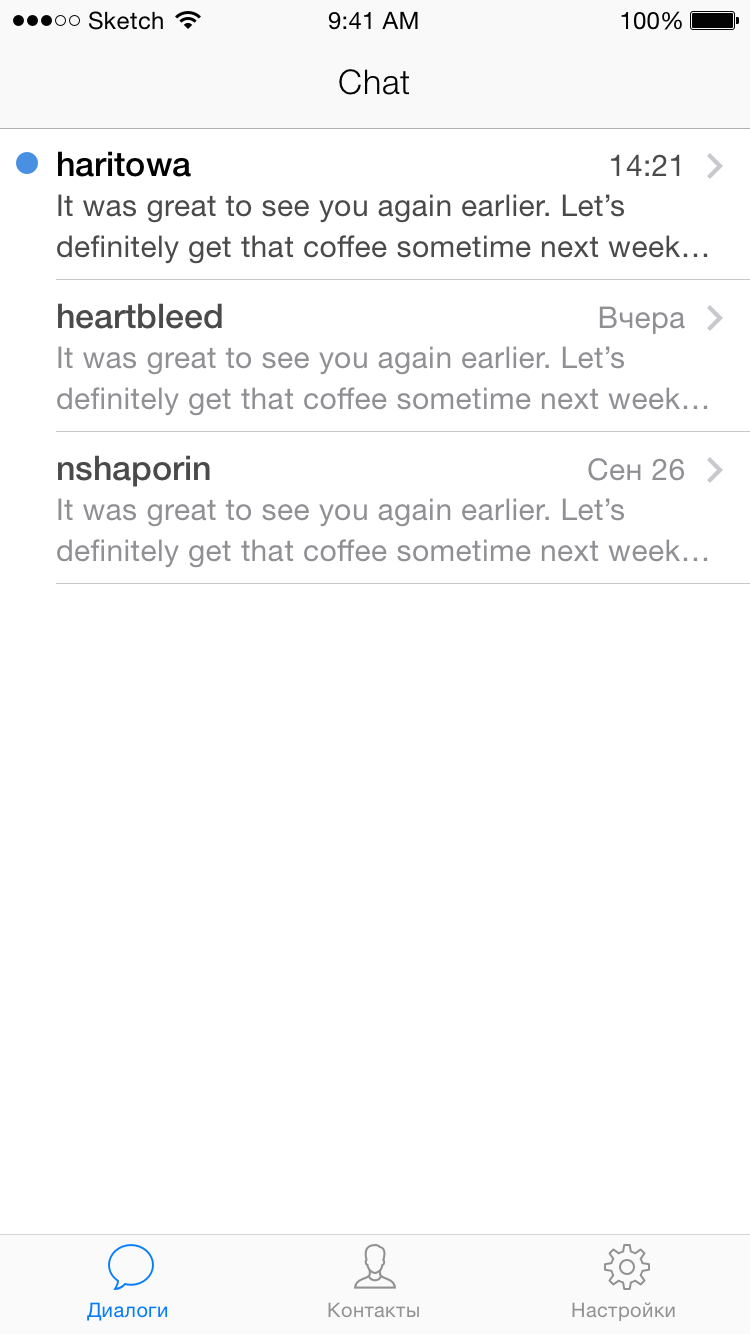 Sketch 9:41 AM 100%
Chat
haritowa 14:21
It was great to see you again earlier. Let’s
definitely get that coffee sometime next week…
heartbleed Вчера
It was great to see you again earlier. Let’s
definitely get that coffee sometime next week…
nshaporin Сен 26
It was great to see you again earlier. Let’s
definitely get that coffee sometime next week…
Диалоги Контакты Настройки